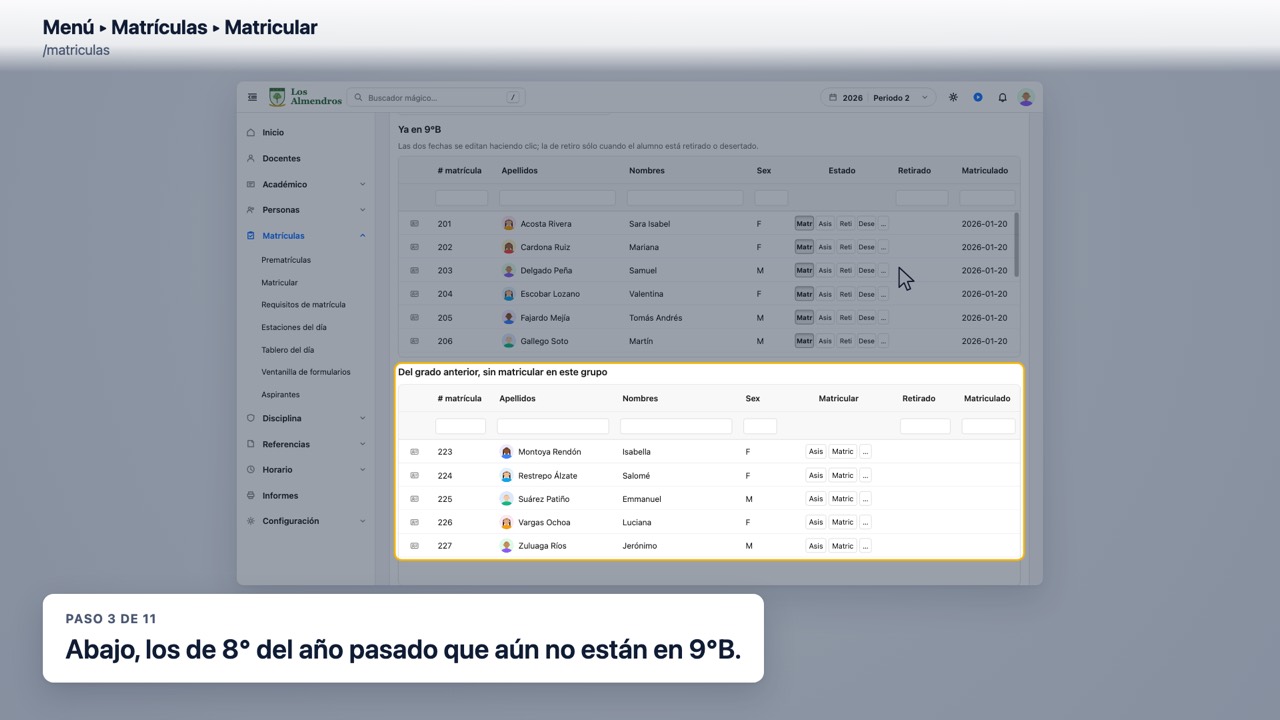 Menú ▸ Matrículas ▸ Matricular
/matriculas
Los Almendros
Buscador mágico...
/
2026
Periodo 2
Inicio
Docentes
Académico
Personas
Matrículas
Prematrículas
Matricular
Requisitos de matrícula
Estaciones del día
Tablero del día
Ventanilla de formularios
Aspirantes
Disciplina
Referencias
Horario
Informes
Configuración
Ya en 9°B
Las dos fechas se editan haciendo clic; la de retiro sólo cuando el alumno está retirado o desertado.
# matrícula Apellidos Nombres Sex Estado Retirado Matriculado
201 Acosta Rivera Sara Isabel F Matr Asis Reti Dese ... 2026-01-20
202 Cardona Ruiz Mariana F Matr Asis Reti Dese ... 2026-01-20
203 Delgado Peña Samuel M Matr Asis Reti Dese ... 2026-01-20
204 Escobar Lozano Valentina F Matr Asis Reti Dese ... 2026-01-20
205 Fajardo Mejía Tomás Andrés M Matr Asis Reti Dese ... 2026-01-20
206 Gallego Soto Martín M Matr Asis Reti Dese ... 2026-01-20
Del grado anterior, sin matricular en este grupo
# matrícula Apellidos Nombres Sex Matricular Retirado Matriculado
223 Montoya Rendón Isabella F Asis Matric ...
224 Restrepo Álzate Salomé F Asis Matric ...
225 Suárez Patiño Emmanuel M Asis Matric ...
226 Vargas Ochoa Luciana F Asis Matric ...
227 Zuluaga Ríos Jerónimo M Asis Matric ...
PASO 3 DE 11
Abajo, los de 8° del año pasado que aún no están en 9°B.